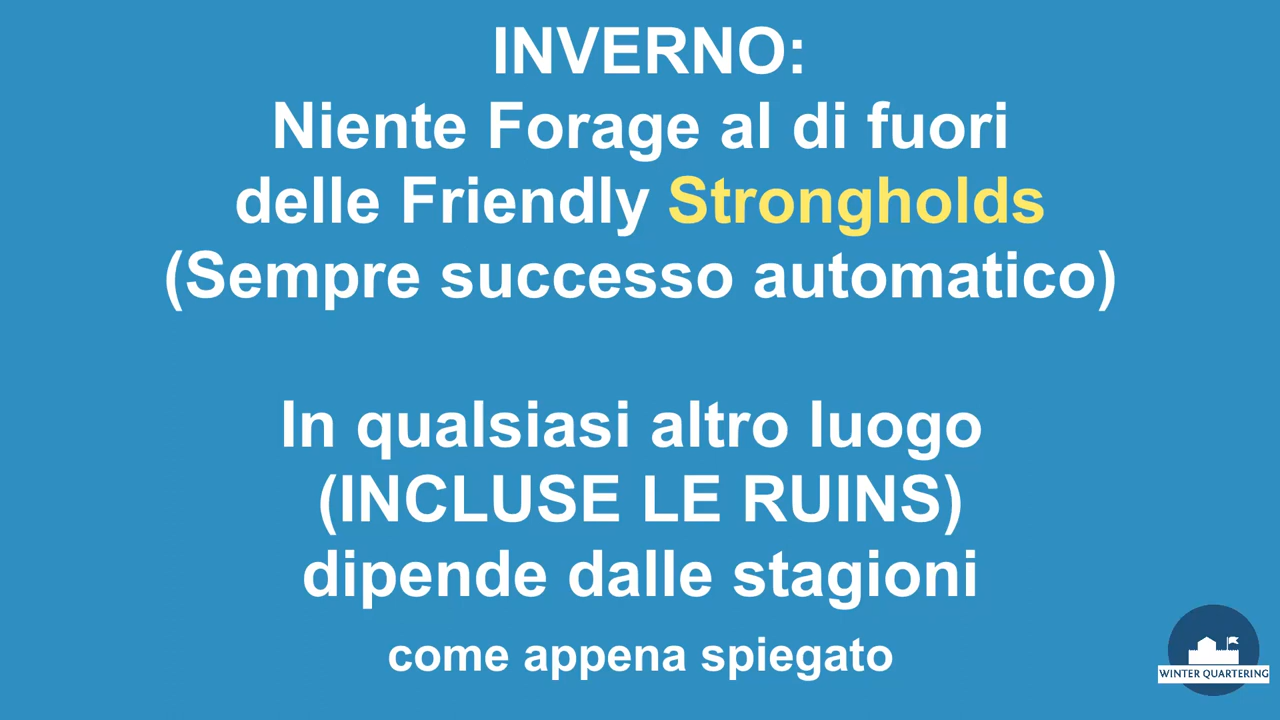 INVERNO:
Niente Forage al di fuori
delle Friendly Strongholds
(Sempre successo automatico)
In qualsiasi altro luogo
(INCLUSE LE RUINS)
dipende dalle stagioni
come appena spiegato
WINTER QUARTERING